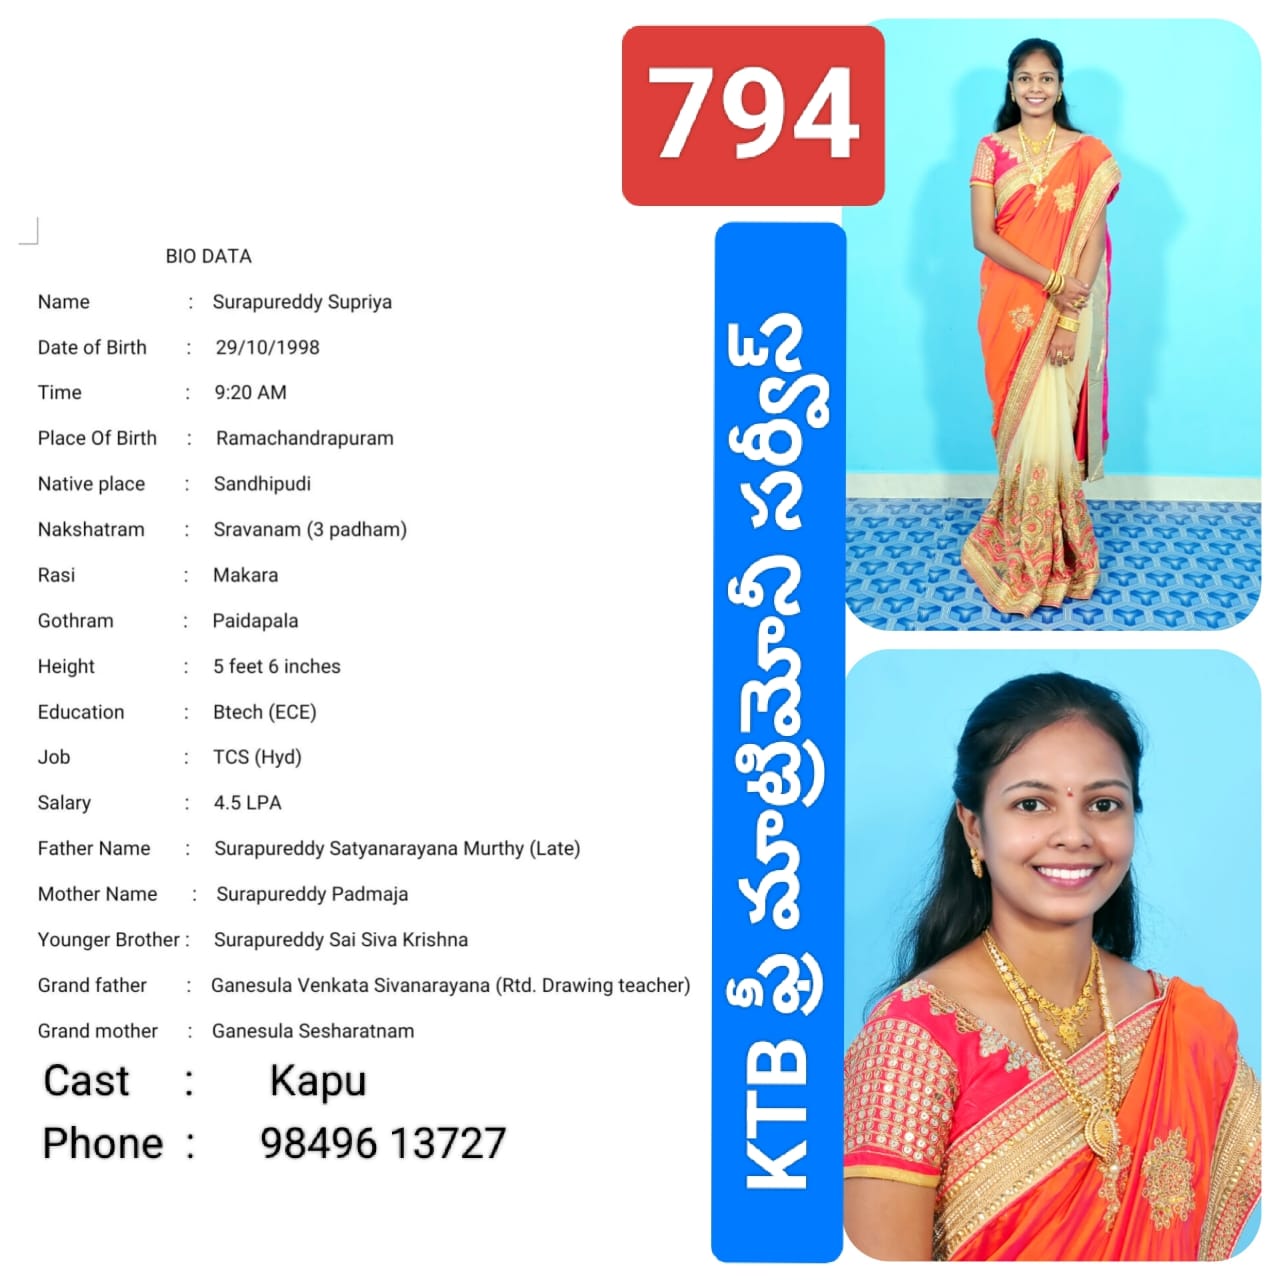 794
BIO DATA
Name : Surapureddy Supriya
Date of Birth : 29/10/1998
Time : 9:20 AM
Place Of Birth : Ramachandrapuram
Native place : Sandhipudi
Nakshatram : Sravanam (3 padham)
Rasi : Makara
Gothram : Paidapala
Height : 5 feet 6 inches
Education : Btech (ECE)
Job : TCS (Hyd)
Salary : 4.5 LPA
Father Name : Surapureddy Satyanarayana Murthy (Late)
Mother Name : Surapureddy Padmaja
Younger Brother : Surapureddy Sai Siva Krishna
Grand father : Ganesula Venkata Sivanarayana (Rtd. Drawing teacher)
Grand mother : Ganesula Sesharatnam
Cast : Kapu
Phone : 98496 13727
KTB ఫ్రీ మాట్రిమోనీ సర్వీస్